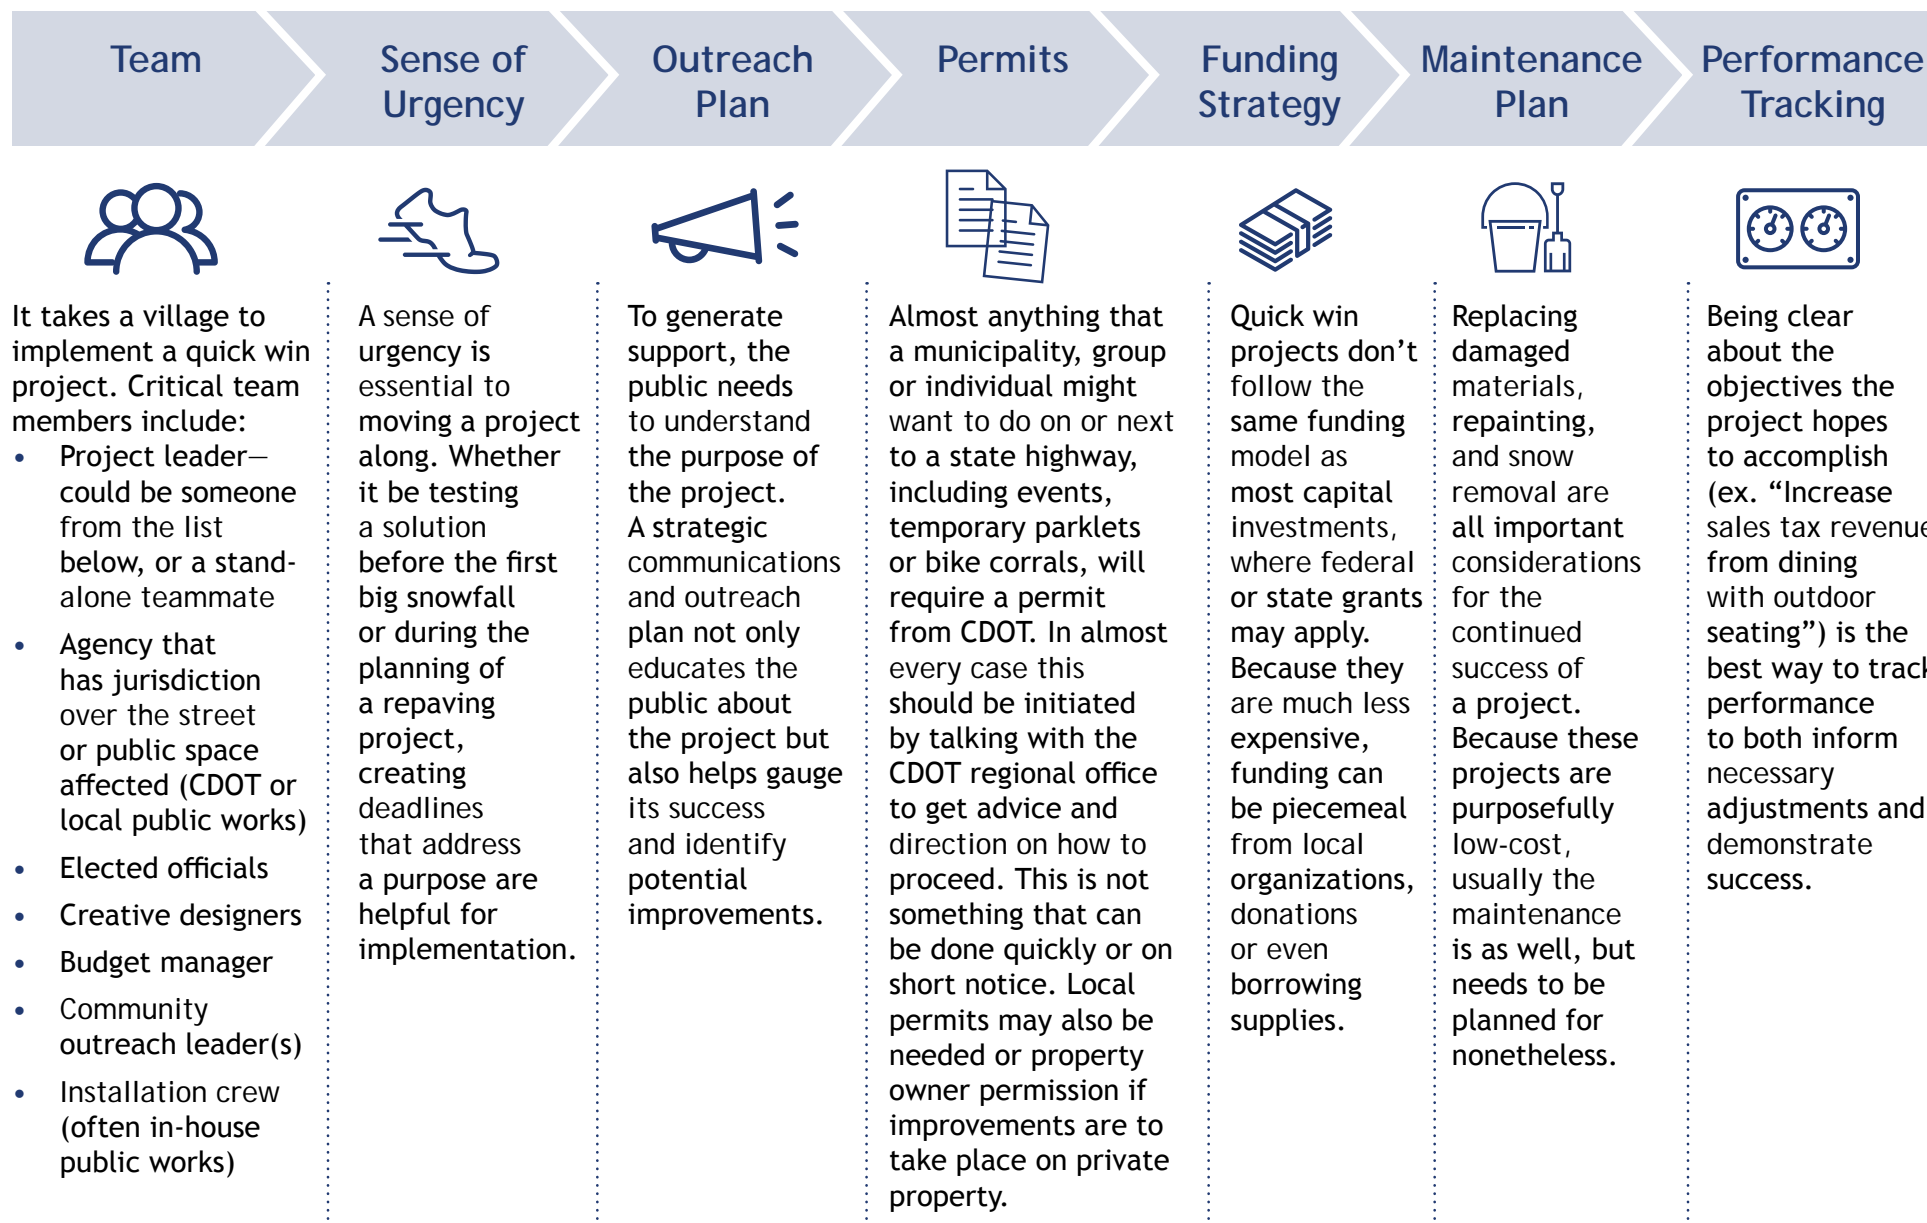 Team
Sense of
Urgency
Outreach
Plan
Permits
Funding
Strategy
Maintenance
Plan
Performance
Tracking
It takes a village to
implement a quick win
project. Critical team
members include:
• Project leader—
could be someone
from the list
below, or a stand-
alone teammate
• Agency that
has jurisdiction
over the street
or public space
affected (CDOT or
local public works)
• Elected officials
• Creative designers
• Budget manager
• Community
outreach leader(s)
• Installation crew
(often in-house
public works)
A sense of
urgency is
essential to
moving a project
along. Whether
it be testing
a solution
before the first
big snowfall
or during the
planning of
a repaving
project,
creating
deadlines
that address
a purpose are
helpful for
implementation.
To generate
support, the
public needs
to understand
the purpose of
the project.
A strategic
communications
and outreach
plan not only
educates the
public about
the project but
also helps gauge
its success
and identify
potential
improvements.
Almost anything that
a municipality, group
or individual might
want to do on or next
to a state highway,
including events,
temporary parklets
or bike corrals, will
require a permit
from CDOT. In almost
every case this
should be initiated
by talking with the
CDOT regional office
to get advice and
direction on how to
proceed. This is not
something that can
be done quickly or on
short notice. Local
permits may also be
needed or property
owner permission if
improvements are to
take place on private
property.
Quick win
projects don’t
follow the
same funding
model as
most capital
investments,
where federal
or state grants
may apply.
Because they
are much less
expensive,
funding can
be piecemeal
from local
organizations,
donations
or even
borrowing
supplies.
Replacing
damaged
materials,
repainting,
and snow
removal are
all important
considerations
for the
continued
success of
a project.
Because these
projects are
purposefully
low-cost,
usually the
maintenance
is as well, but
needs to be
planned for
nonetheless.
Being clear
about the
objectives the
project hopes
to accomplish
(ex. “Increase
sales tax revenue
from dining
with outdoor
seating”) is the
best way to track
performance
to both inform
necessary
adjustments and
demonstrate
success.